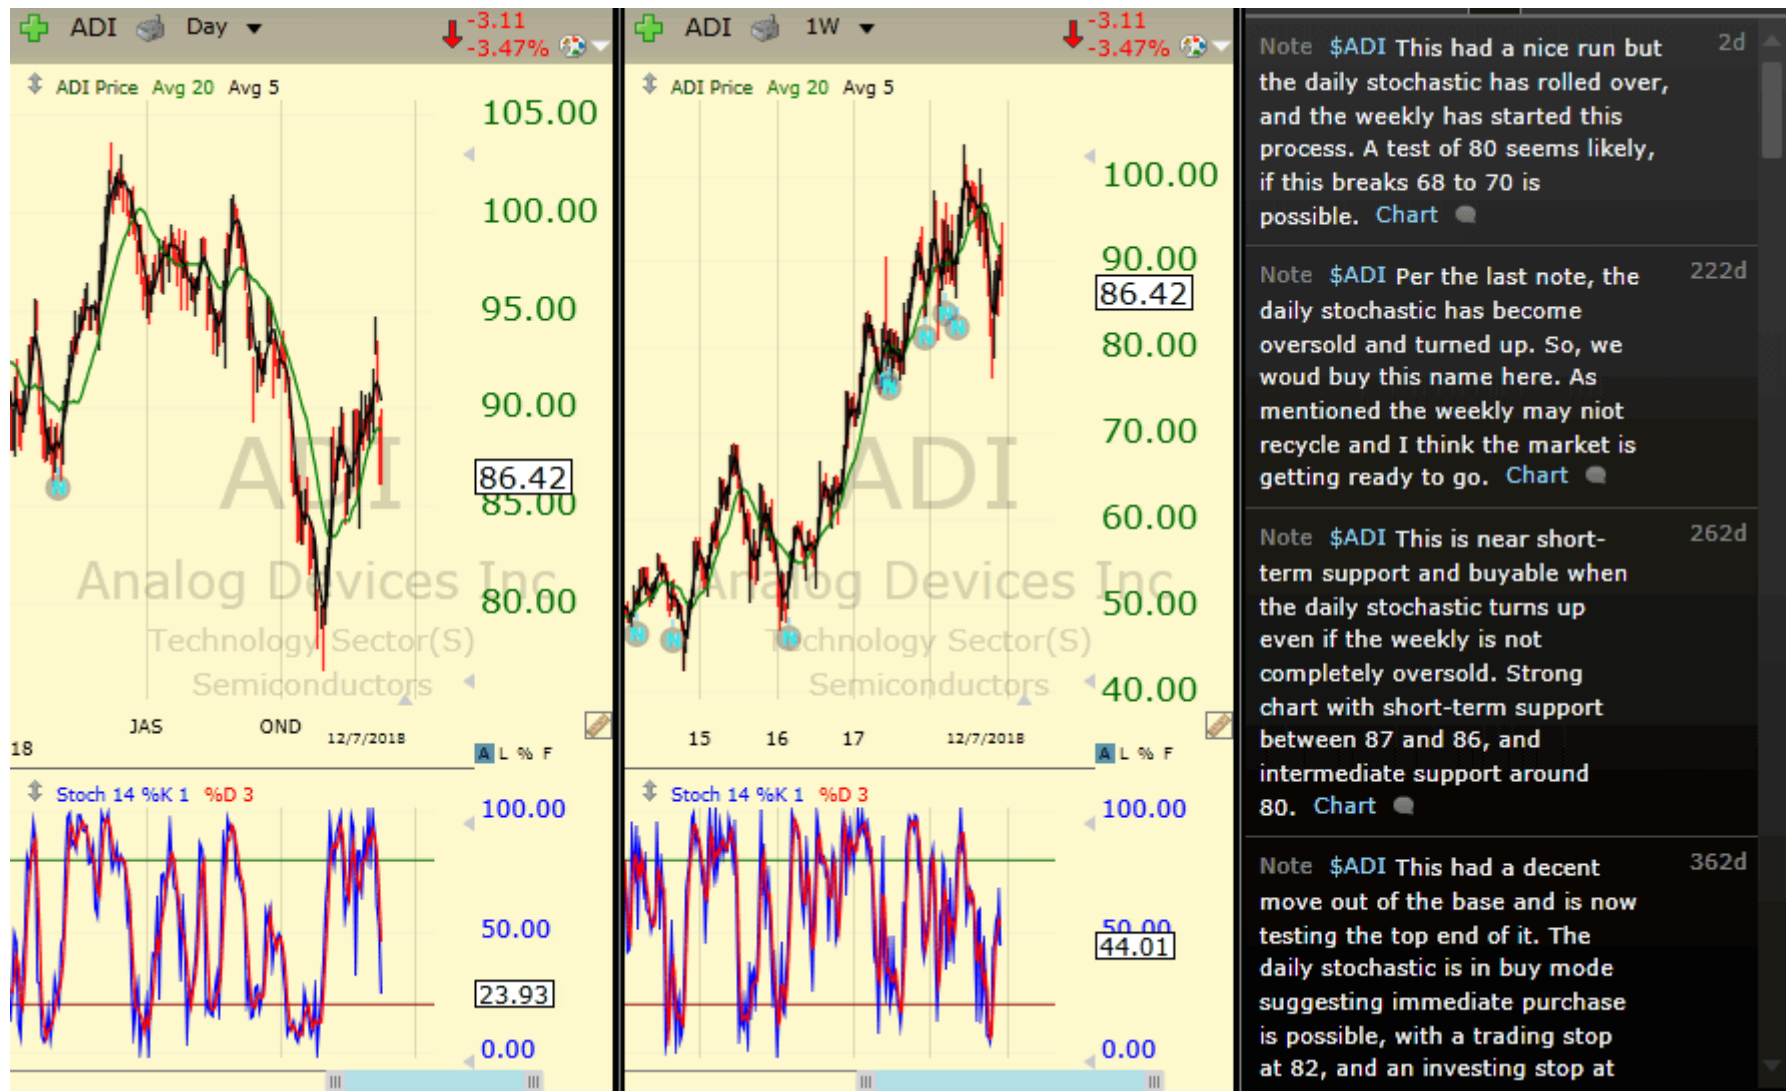 ADI Day
-3.11
-3.47%
ADI Price Avg 20 Avg 5
105.00
100.00
95.00
90.00
86.42
85.00
80.00
ADI
Analog Devices Inc
Technology Sector(S)
Semiconductors
18 JAS OND 12/7/2018
A L % F
Stoch 14 %K 1 %D 3
100.00
50.00
23.93
0.00
ADI 1W
-3.11
-3.47%
ADI Price Avg 20 Avg 5
100.00
90.00
86.42
80.00
70.00
60.00
50.00
40.00
ADI
Analog Devices Inc
Technology Sector(S)
Semiconductors
N
N
N
N
N
N
N
N
15 16 17 12/7/2018
A L % F
Stoch 14 %K 1 %D 3
100.00
50.00
44.01
0.00
Note $ADI This had a nice run but 2d
the daily stochastic has rolled over,
and the weekly has started this
process. A test of 80 seems likely,
if this breaks 68 to 70 is
possible. Chart
Note $ADI Per the last note, the 222d
daily stochastic has become
oversold and turned up. So, we
woud buy this name here. As
mentioned the weekly may niot
recycle and I think the market is
getting ready to go. Chart
Note $ADI This is near short- 262d
term support and buyable when
the daily stochastic turns up
even if the weekly is not
completely oversold. Strong
chart with short-term support
between 87 and 86, and
intermediate support around
80. Chart
Note $ADI This had a decent 362d
move out of the base and is now
testing the top end of it. The
daily stochastic is in buy mode
suggesting immediate purchase
is possible, with a trading stop
at 82, and an investing stop at